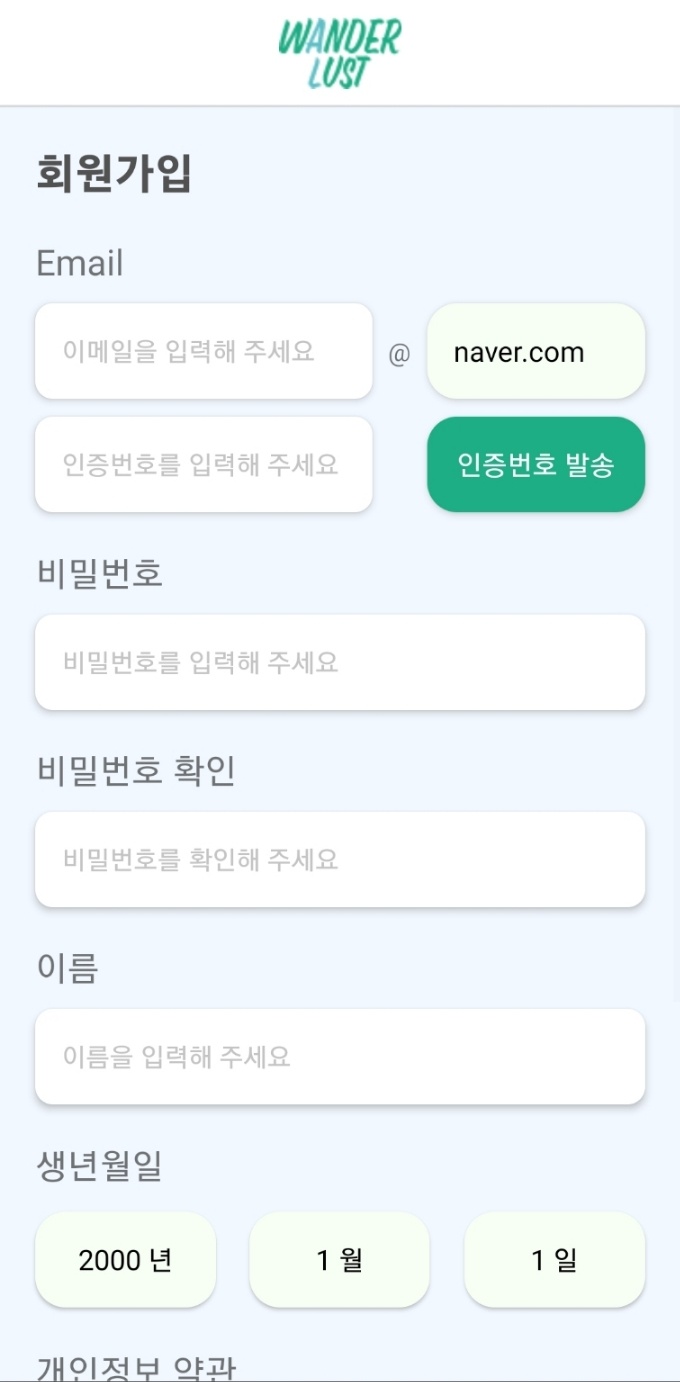 WANDER
LUST
회원가입
Email
이메일을 입력해 주세요 @ naver.com
인증번호를 입력해 주세요 인증번호 발송
비밀번호
비밀번호를 입력해 주세요
비밀번호 확인
비밀번호를 확인해 주세요
이름
이름을 입력해 주세요
생년월일
2000 년 1 월 1 일
개인정보 약관